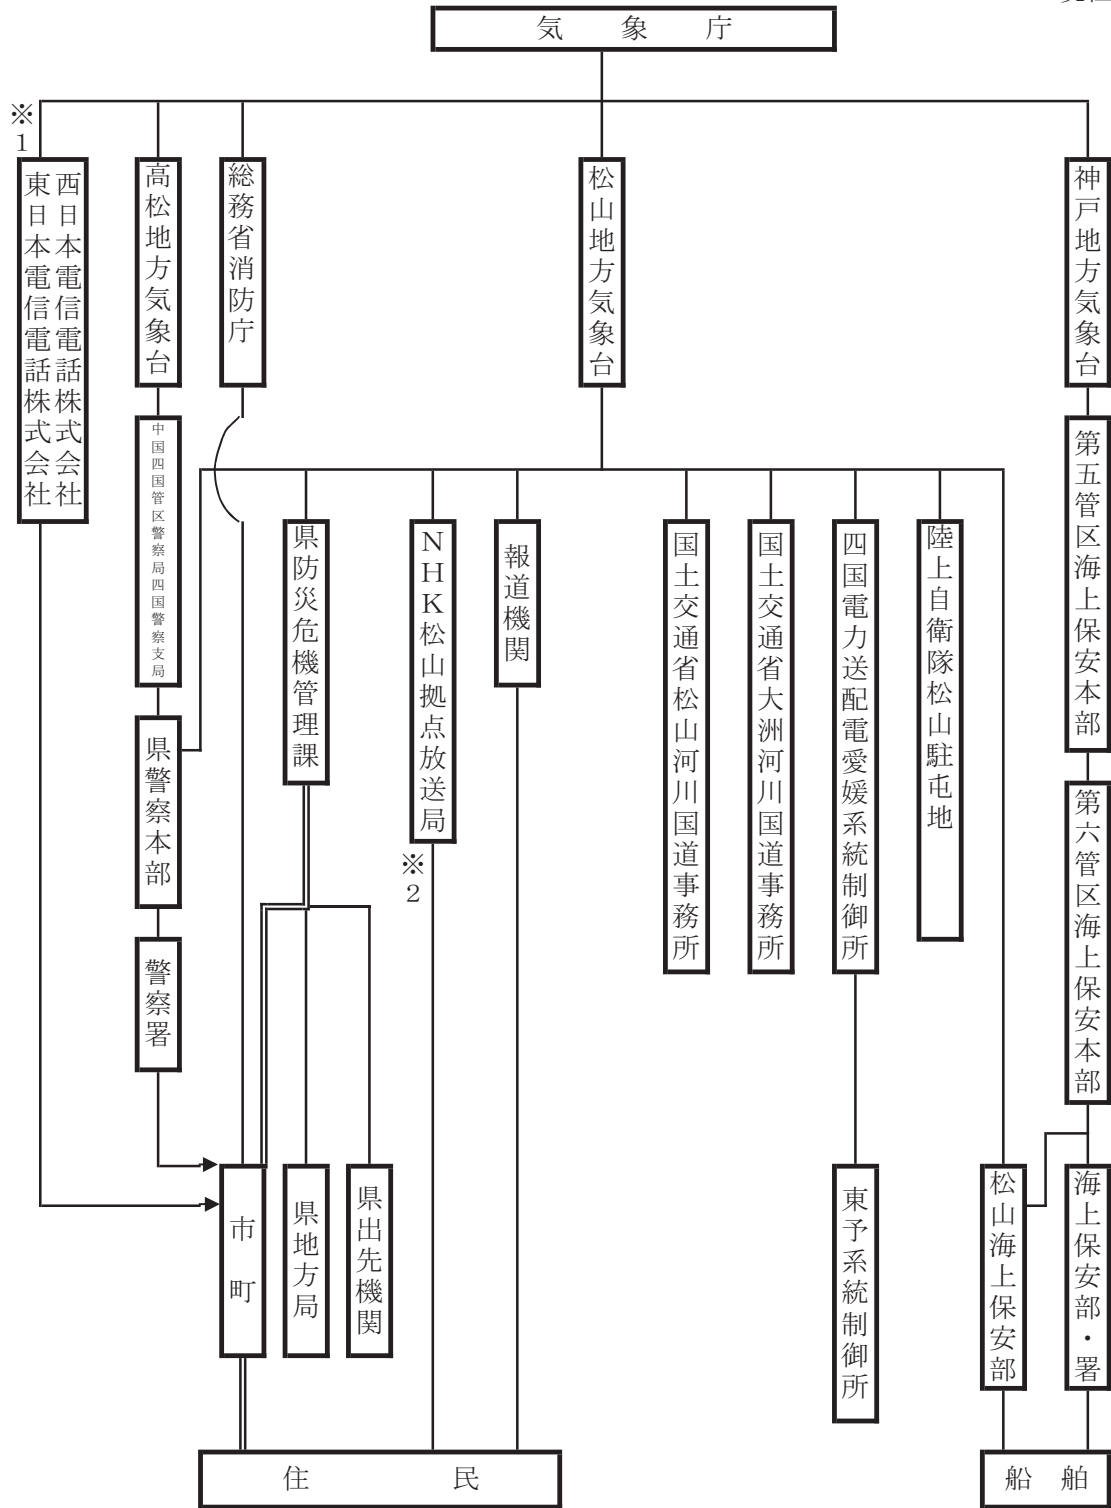 気象庁
※1
東日本電信電話株式会社
西日本電信電話株式会社
高松地方気象台
総務省消防庁
松山地方気象台
神戸地方気象台
中国四国管区警察局四国警察支局
県警察本部
警察署
県防災危機管理課
NHK松山拠点放送局
※2
報道機関
国土交通省松山河川国道事務所
国土交通省大洲河川国道事務所
四国電力送配電愛媛系統制御所
陸上自衛隊松山駐屯地
第五管区海上保安本部
第六管区海上保安本部
市町
県地方局
県出先機関
東予系統制御所
松山海上保安部
海上保安部・署
住民
船舶